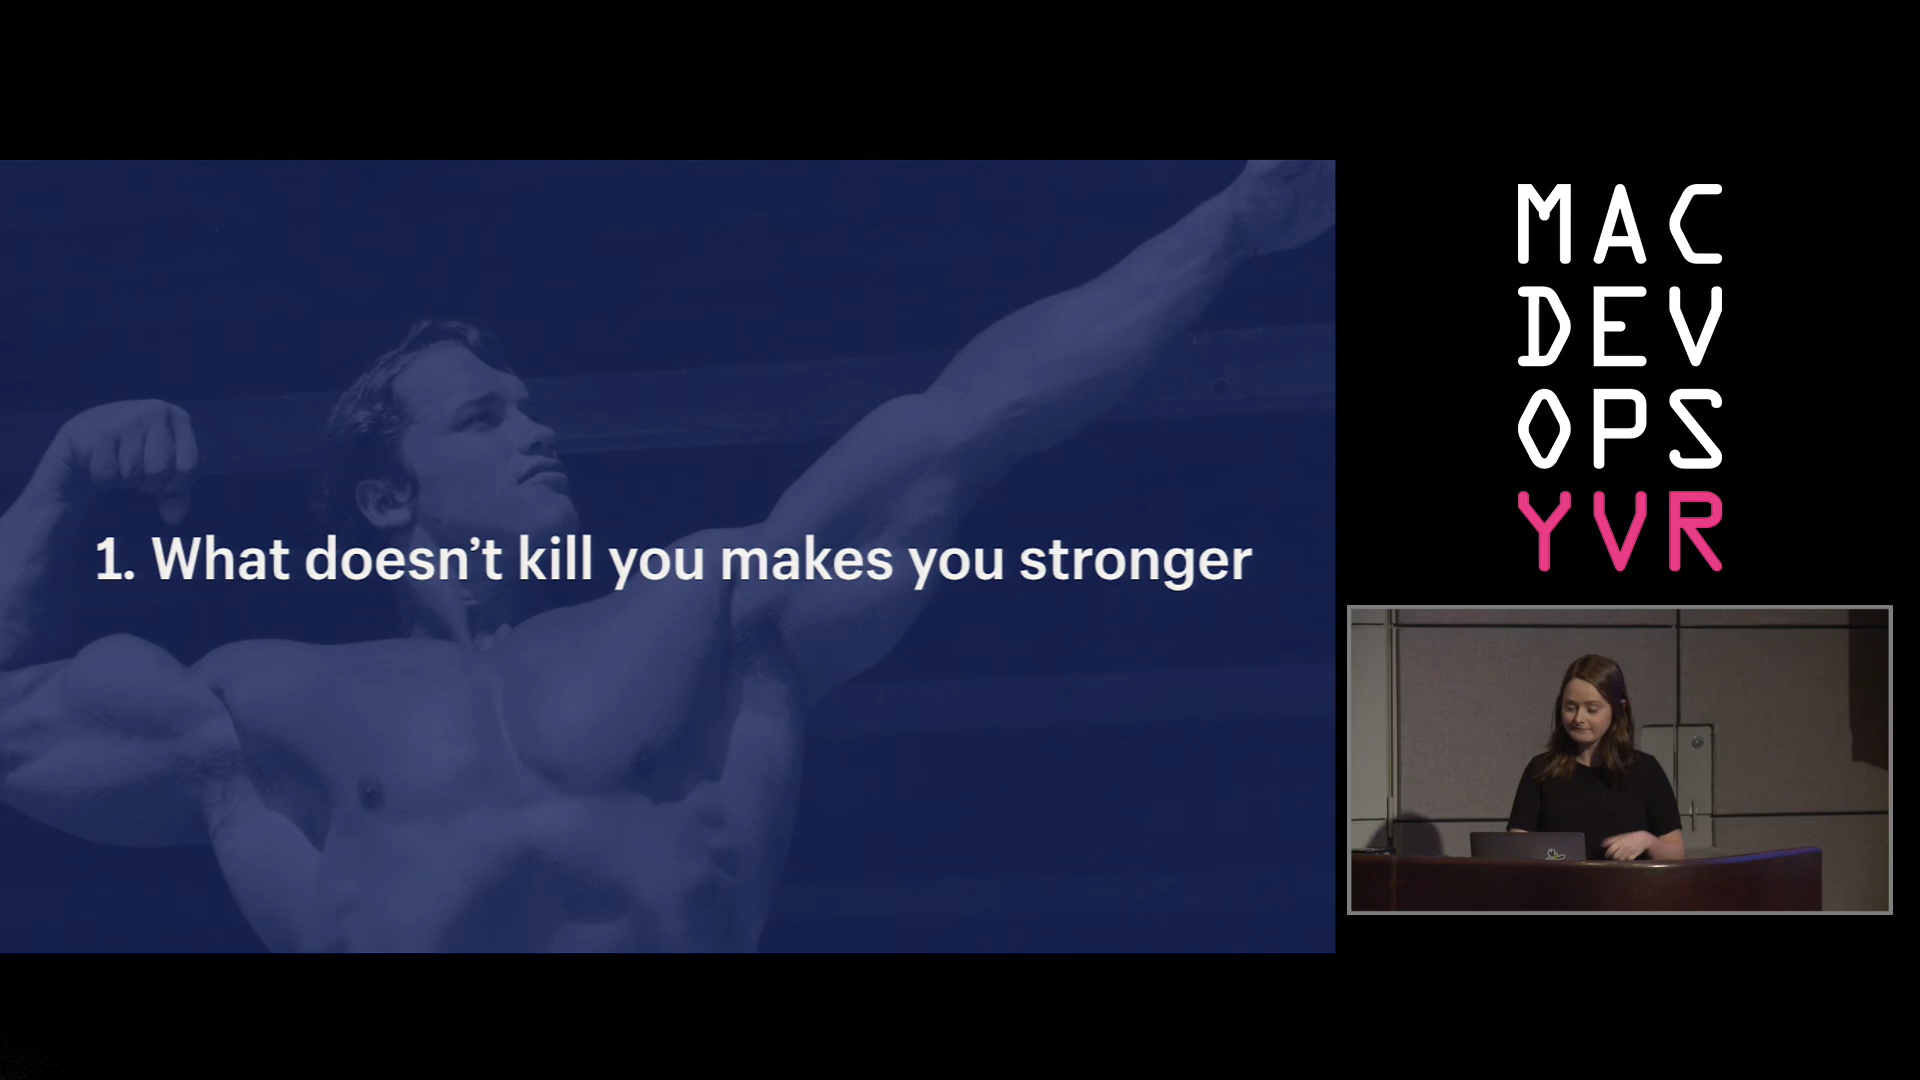 1. What doesn’t kill you makes you stronger
MAC
DEV
OPS
YVR